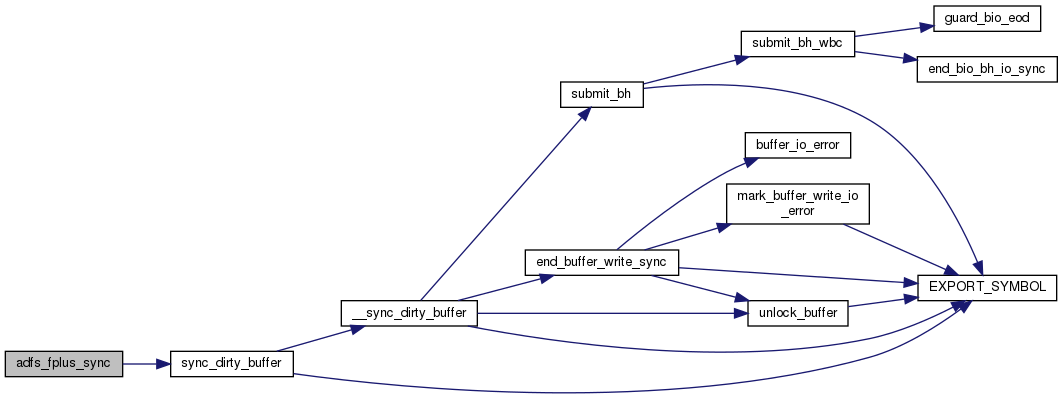 guard_bio_eod
submit_bh_wbc
end_bio_bh_io_sync
submit_bh
buffer_io_error
mark_buffer_write_io
_error
end_buffer_write_sync
EXPORT_SYMBOL
__sync_dirty_buffer
unlock_buffer
adfs_fplus_sync
sync_dirty_buffer